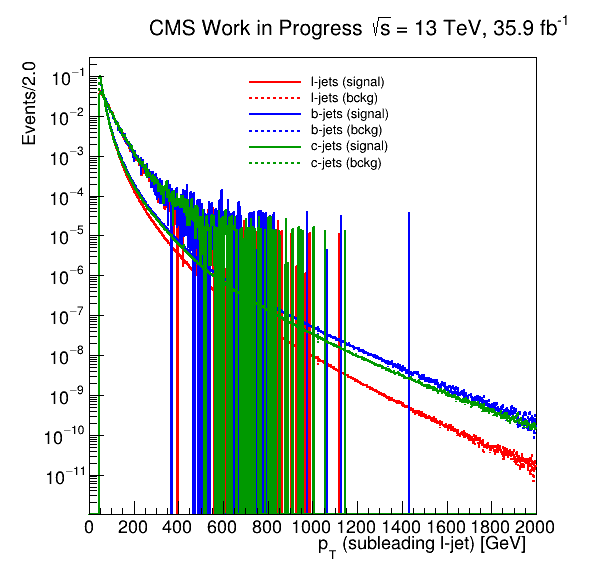 CMS Work in Progress √s = 13 TeV, 35.9 fb⁻¹
Events/2.0
10⁻¹
10⁻²
10⁻³
10⁻⁴
10⁻⁵
10⁻⁶
10⁻⁷
10⁻⁸
10⁻⁹
10⁻¹⁰
10⁻¹¹
l-jets (signal)
l-jets (bckg)
b-jets (signal)
b-jets (bckg)
c-jets (signal)
c-jets (bckg)
0 200 400 600 800 1000 1200 1400 1600 1800 2000
p_T (subleading l-jet) [GeV]